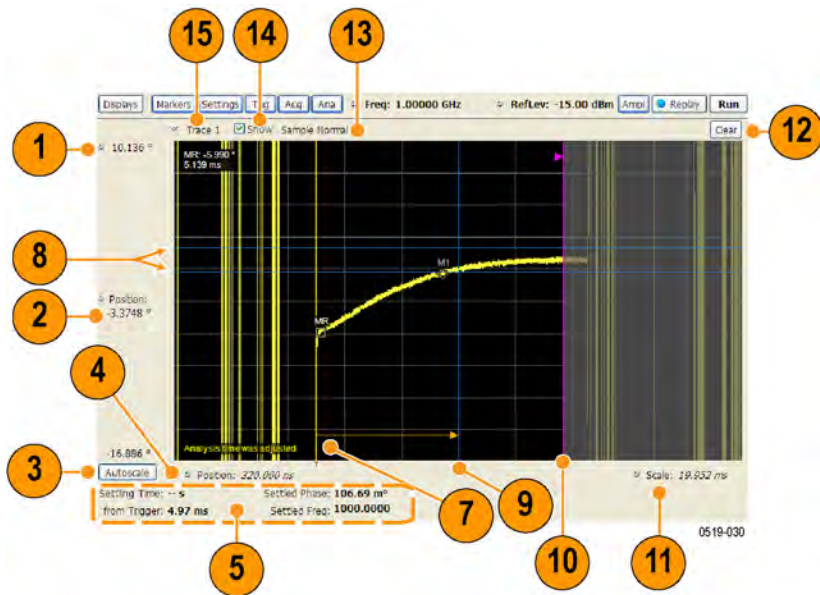 15 14 13
Displays Markers Settings Trig Acq Ana Freq: 1.00000 GHz RefLev: -15.00 dBm Ampl Replay Run
Trace 1 Show Sample Normal Clear
12
1
10.136 °
MR: -5.990 °
5.139 ms
8
M1
Position:
2
-3.3748 °
MR
4
-16.886 °
Analysis time was adjusted
3
Autoscale Position: 320.000 ns Scale: 19.952 ms
7 9 10 11
Settling Time: -- s Settled Phase: 106.69 m°
from Trigger: 4.97 ms Settled Freq: 1000.0000
5
0519-030